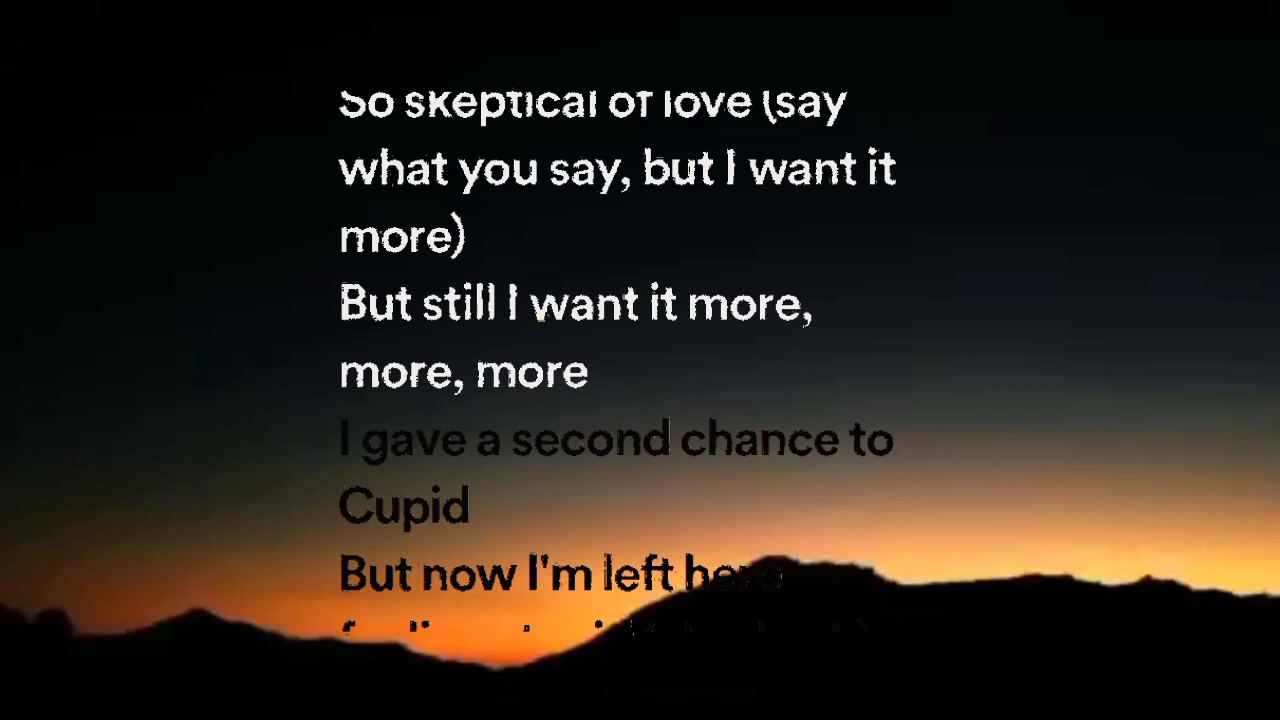 So skeptical of love (say
what you say, but I want it
more)
But still I want it more,
more, more
I gave a second chance to
Cupid
But now I'm left here